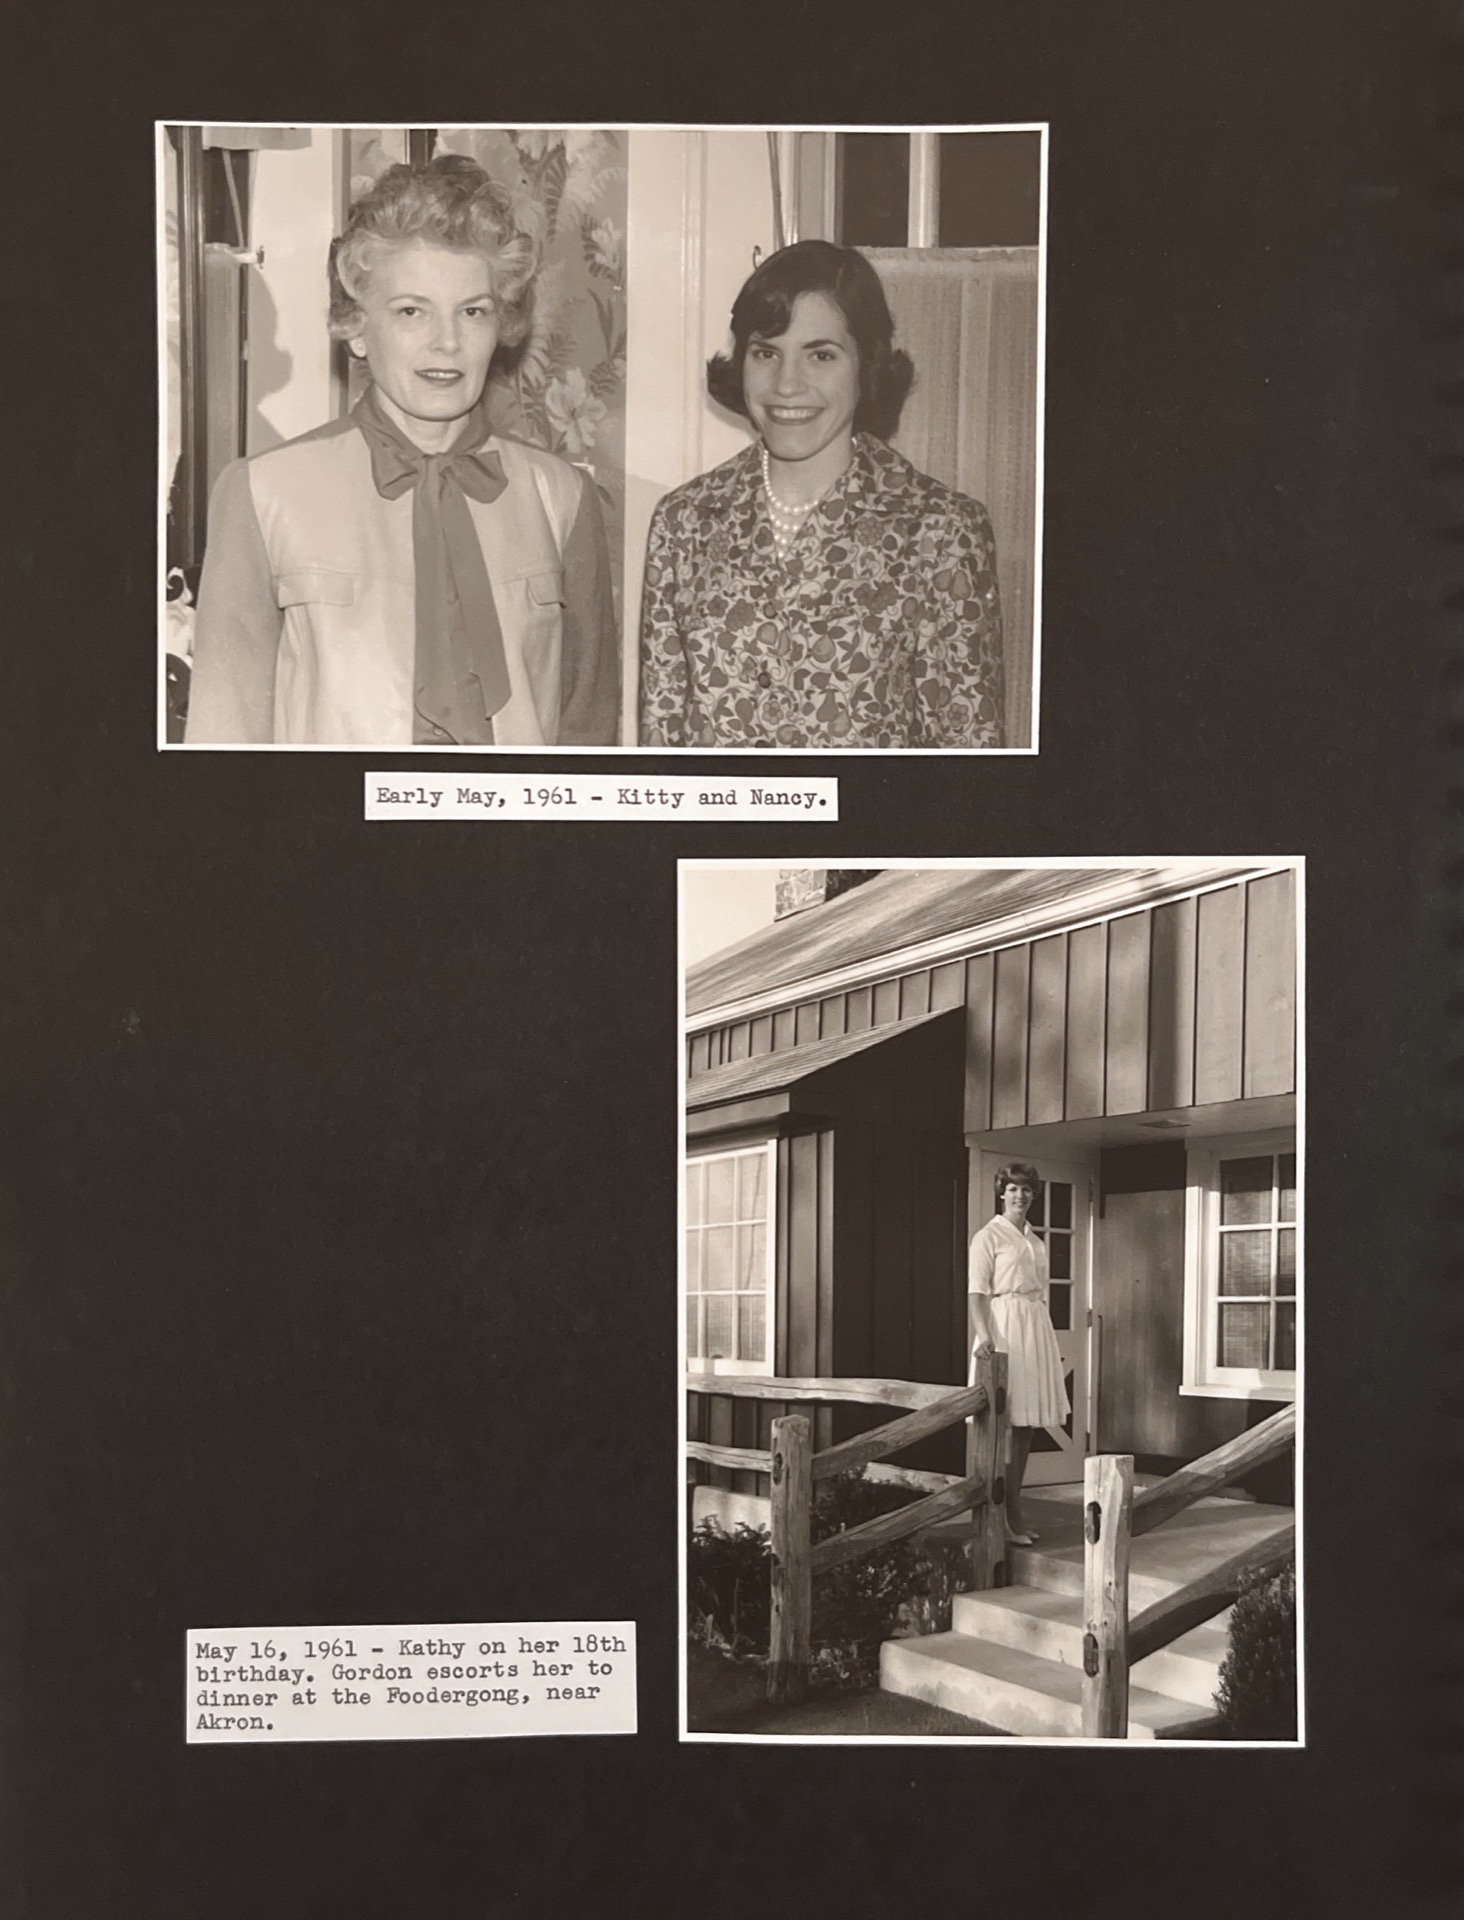 Early May, 1961 - Kitty and Nancy.
May 16, 1961 - Kathy on her 18th
birthday. Gordon escorts her to
dinner at the Foodergong, near
Akron.